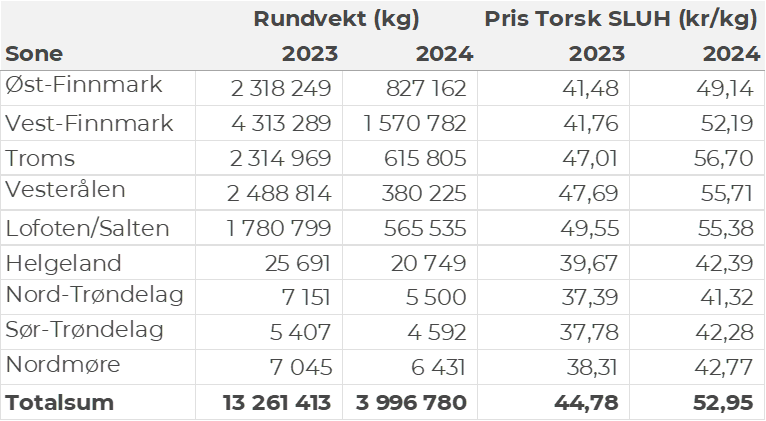 Rundvekt (kg) Pris Torsk SLUH (kr/kg)
Sone 2023 2024 2023 2024
Øst-Finnmark 2 318 249 827 162 41,48 49,14
Vest-Finnmark 4 313 289 1 570 782 41,76 52,19
Troms 2 314 969 615 805 47,01 56,70
Vesterålen 2 488 814 380 225 47,69 55,71
Lofoten/Salten 1 780 799 565 535 49,55 55,38
Helgeland 25 691 20 749 39,67 42,39
Nord-Trøndelag 7 151 5 500 37,39 41,32
Sør-Trøndelag 5 407 4 592 37,78 42,28
Nordmøre 7 045 6 431 38,31 42,77
Totalsum 13 261 413 3 996 780 44,78 52,95